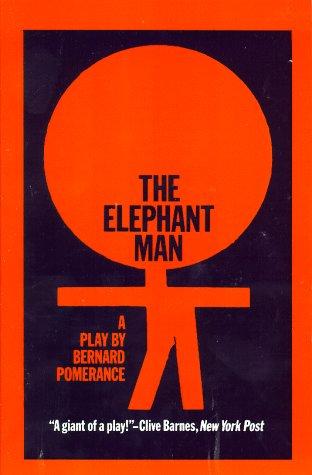 THE
ELEPHANT
MAN
A
PLAY BY
BERNARD
POMERANCE
“A giant of a play!”–Clive Barnes, New York Post